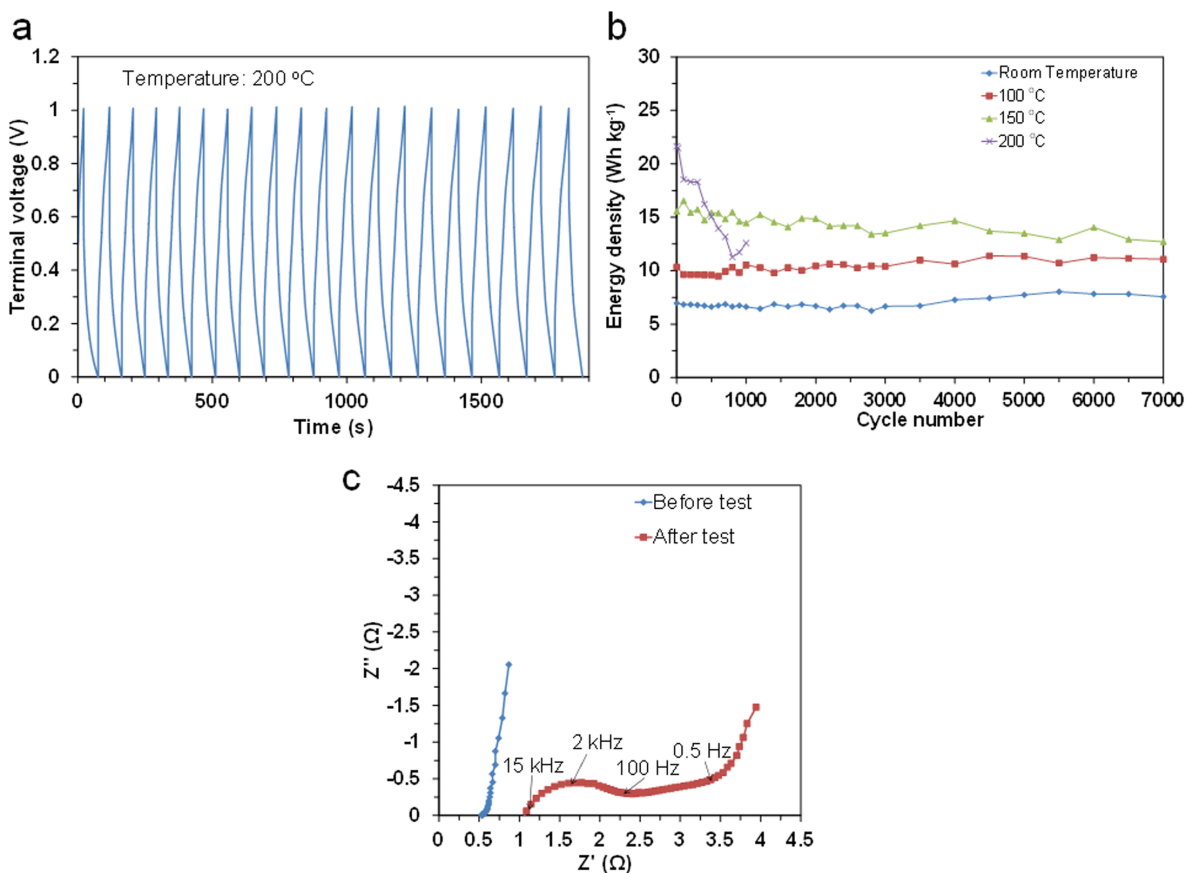 a
1.2
1
0.8
0.6
0.4
0.2
0
Terminal voltage (V)
Temperature: 200 ºC
0
500
1000
1500
Time (s)
b
30
25
20
15
10
5
0
Energy density (Wh kg-1)
Room Temperature
100 °C
150 °C
200 °C
0
1000
2000
3000
4000
5000
6000
7000
Cycle number
c
-4.5
-4
-3.5
-3
-2.5
-2
-1.5
-1
-0.5
0
Z'' (Ω)
Before test
After test
15 kHz
2 kHz
100 Hz
0.5 Hz
0
0.5
1
1.5
2
2.5
3
3.5
4
4.5
Z' (Ω)